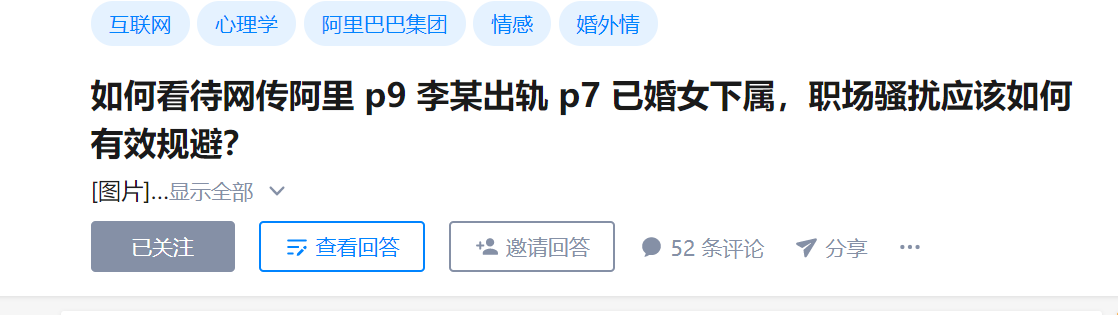 互联网 心理学 阿里巴巴集团 情感 婚外情
如何看待网传阿里 p9 李某出轨 p7 已婚女下属，职场骚扰应该如何
有效规避？
[图片]...显示全部
已关注 查看回答 邀请回答 52 条评论 分享 ···